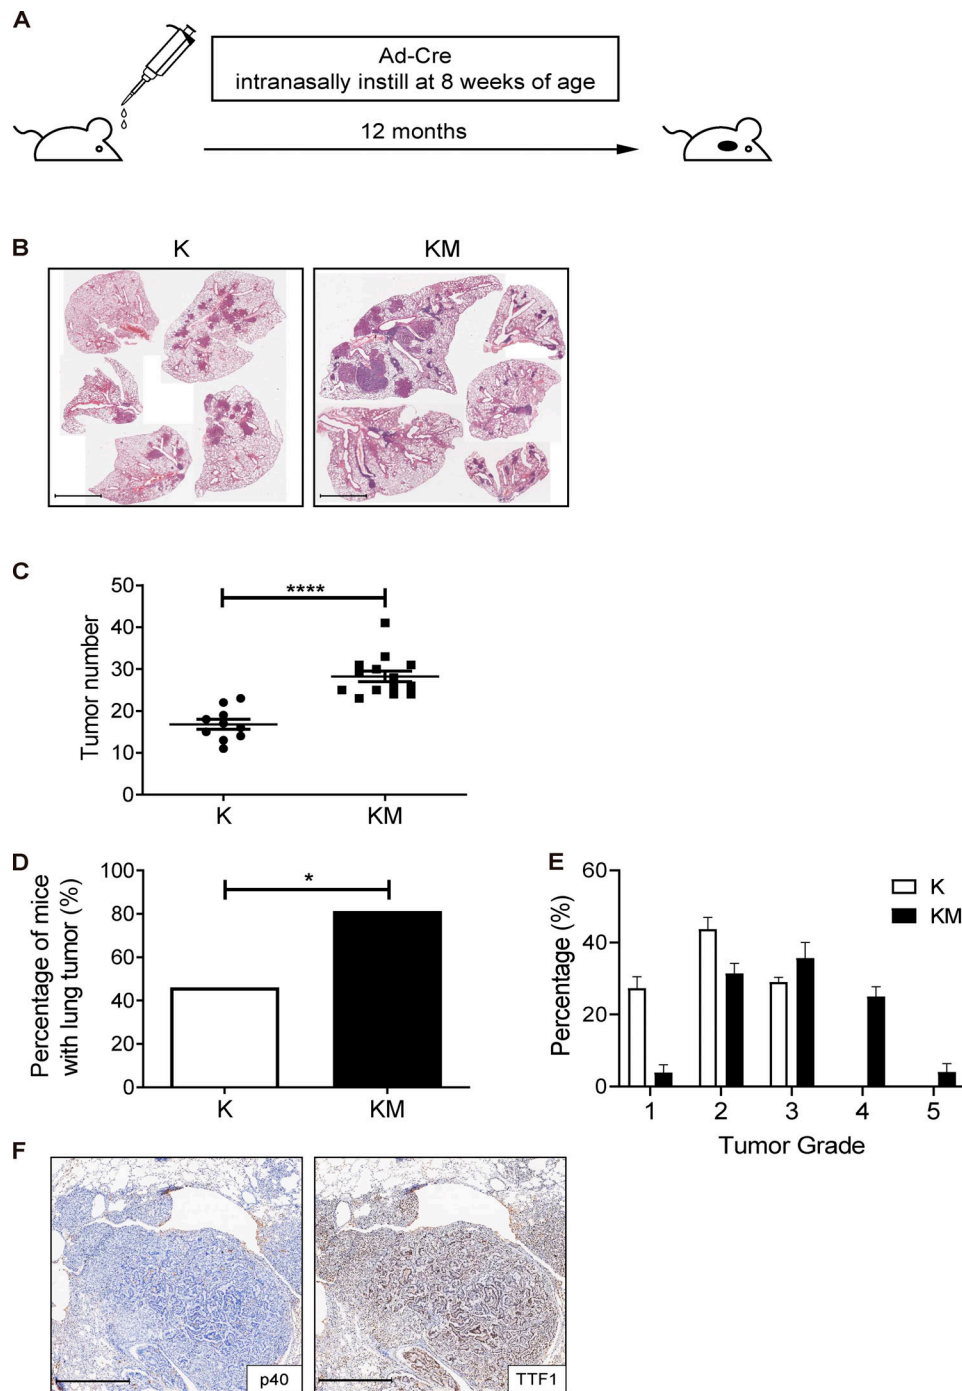 A
Ad-Cre
intranasally instill at 8 weeks of age
12 months
B
K
KM
C
Tumor number
50
40
30
20
10
0
****
K
KM
D
Percentage of mice
with lung tumor (%)
100
80
60
40
20
0
*
K
KM
E
Percentage (%)
60
40
20
0
K
KM
1 2 3 4 5
Tumor Grade
F
p40
TTF1